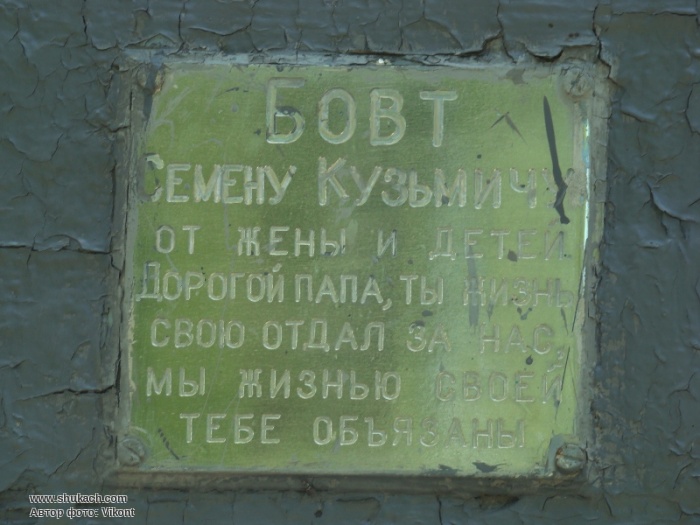 БОВТ
СЕМЕНУ КУЗЬМИЧУ
ОТ ЖЕНЫ И ДЕТЕЙ
ДОРОГОЙ ПАПА, ТЫ ЖИЗНЬ
СВОЮ ОТДАЛ ЗА НАС,
МЫ ЖИЗНЬЮ СВОЕЙ
ТЕБЕ ОБЪЯЗАНЫ
www.shukach.com
Автор фото: Vikont